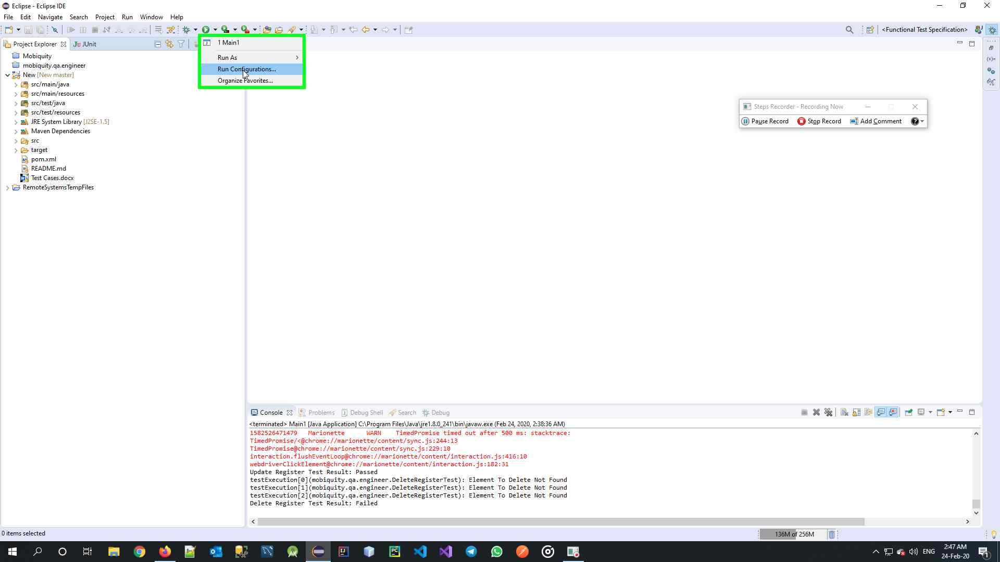 Eclipse - Eclipse IDE
File Edit Navigate Search Project Run Window Help
<Functional Test Specification>
Project Explorer
JUnit
1 Main1
Run As
Run Configurations...
Organize Favorites...
Mobiquity
mobiquity.qa.engineer
New [New master]
src/main/java
src/main/resources
src/test/java
src/test/resources
JRE System Library [J2SE-1.5]
Maven Dependencies
src
target
pom.xml
README.md
Test Cases.docx
RemoteSystemsTempFiles
Steps Recorder - Recording Now
Pause Record Stop Record Add Comment
Console Problems Debug Shell Search Debug
<terminated> Main1 [Java Application] C:\Program Files\Java\jre1.8.0_241\bin\javaw.exe (Feb 24, 2020, 2:38:36 AM)
1582526471479 Marionette WARN TimedPromise timed out after 500 ms: stacktrace:
TimedPromise/<@chrome://marionette/content/sync.js:244:13
TimedPromise@chrome://marionette/content/sync.js:229:10
interaction.flushEventLoop@chrome://marionette/content/interaction.js:416:10
webdriverClickElement@chrome://marionette/content/interaction.js:182:31
Update Register Test Result: Passed
testExecution[0](mobiquity.qa.engineer.DeleteRegisterTest): Element To Delete Not Found
testExecution[1](mobiquity.qa.engineer.DeleteRegisterTest): Element To Delete Not Found
testExecution[2](mobiquity.qa.engineer.DeleteRegisterTest): Element To Delete Not Found
Delete Register Test Result: Failed
0 items selected
136M of 256M
ENG
2:47 AM
24-Feb-20
1